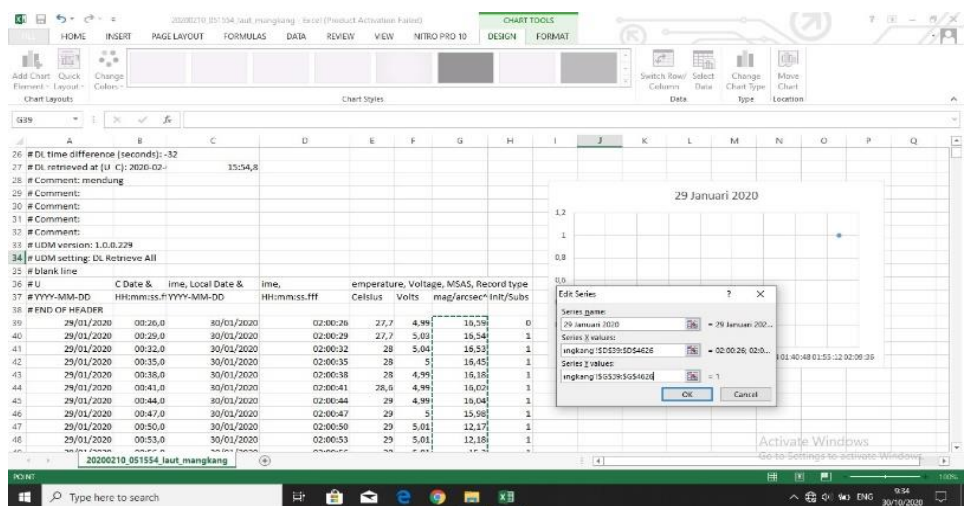 20200210_051554_laut_mangkang - Excel (Product Activation Failed)
CHART TOOLS
FILE HOME INSERT PAGE LAYOUT FORMULAS DATA REVIEW VIEW NITRO PRO 10 DESIGN FORMAT
Add Chart Element
Quick Layout
Change Colors
Switch Row/ Column
Select Data
Change Chart Type
Move Chart
Chart Layouts Chart Styles Data Type Location
G39
A B C D E F G H I J K L M N O P Q
26 # DL time difference (seconds): -32
27 # DL retrieved at (U C): 2020-02- 15:54,8
28 # Comment: mendung
29 # Comment:
30 # Comment:
31 # Comment:
32 # Comment:
33 # UDM version: 1.0.0.229
34 # UDM setting: DL Retrieve All
35 # blank line
36 # U C Date & ime, Local Date & ime, emperature, Voltage, MSAS, Record type
37 # YYYY-MM-DD HH:mm:ss.f YYYY-MM-DD HH:mm:ss.fff Celsius Volts mag/arcsec^ Init/Subs
38 # END OF HEADER
39 29/01/2020 00:26,0 30/01/2020 02:00:26 27,7 4,99 16,59 0
40 29/01/2020 00:29,0 30/01/2020 02:00:29 27,7 5,03 16,54 1
41 29/01/2020 00:32,0 30/01/2020 02:00:32 28 5,04 16,53 1
42 29/01/2020 00:35,0 30/01/2020 02:00:35 28 5 16,45 1
43 29/01/2020 00:38,0 30/01/2020 02:00:38 28 4,99 16,18 1
44 29/01/2020 00:41,0 30/01/2020 02:00:41 28,6 4,99 16,02 1
45 29/01/2020 00:44,0 30/01/2020 02:00:44 29 4,99 16,04 1
46 29/01/2020 00:47,0 30/01/2020 02:00:47 29 5 15,98 1
47 29/01/2020 00:50,0 30/01/2020 02:00:50 29 5,01 12,17 1
48 29/01/2020 00:53,0 30/01/2020 02:00:53 29 5,01 12,18 1
29 Januari 2020
1,2
1
0,8
0,6
01:40:48 01:55:12 02:09:36
Edit Series ? X
Series name:
29 Januari 2020 = 29 Januari 202...
Series X values:
ingkang'!$D$39:$D$4626 = 02:00:26; 02:0...
Series Y values:
ingkang'!$G$39:$G$4626 = 1
OK Cancel
Activate Windows
Go to Settings to activate Windows.
20200210_051554_laut_mangkang
POINT
100%
Type here to search
ENG
9:34
30/10/2020